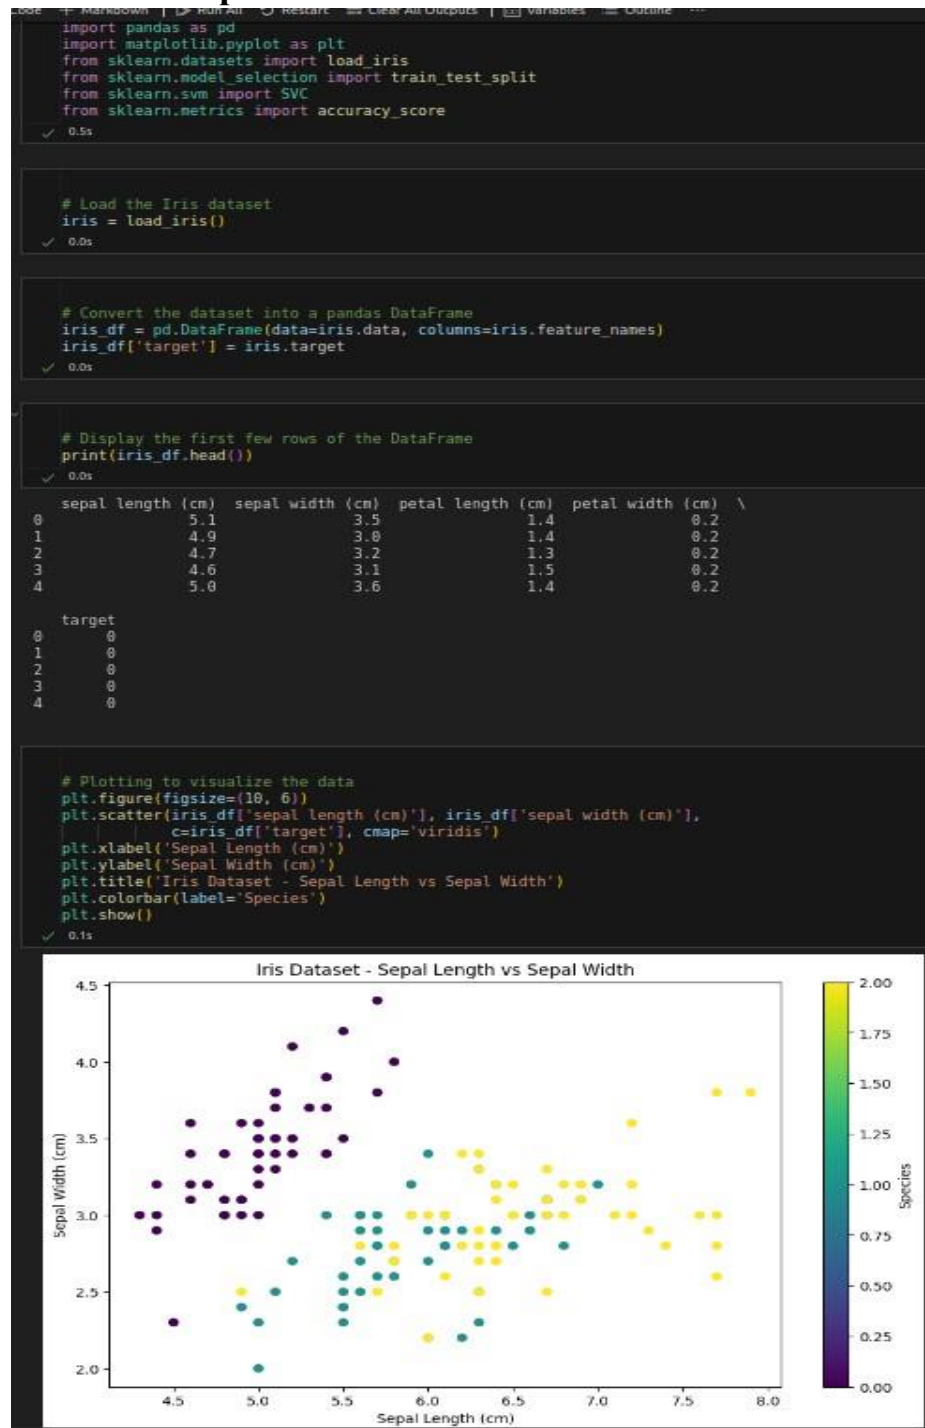 Code + Markdown | Run All Restart Clear All Outputs | Variables Outline ...
import pandas as pd
import matplotlib.pyplot as plt
from sklearn.datasets import load_iris
from sklearn.model_selection import train_test_split
from sklearn.svm import SVC
from sklearn.metrics import accuracy_score
0.5s
# Load the Iris dataset
iris = load_iris()
0.0s
# Convert the dataset into a pandas DataFrame
iris_df = pd.DataFrame(data=iris.data, columns=iris.feature_names)
iris_df['target'] = iris.target
0.0s
# Display the first few rows of the DataFrame
print(iris_df.head())
0.0s
sepal length (cm) sepal width (cm) petal length (cm) petal width (cm) \
0 5.1 3.5 1.4 0.2
1 4.9 3.0 1.4 0.2
2 4.7 3.2 1.3 0.2
3 4.6 3.1 1.5 0.2
4 5.0 3.6 1.4 0.2
target
0 0
1 0
2 0
3 0
4 0
# Plotting to visualize the data
plt.figure(figsize=(10, 6))
plt.scatter(iris_df['sepal length (cm)'], iris_df['sepal width (cm)'],
c=iris_df['target'], cmap='viridis')
plt.xlabel('Sepal Length (cm)')
plt.ylabel('Sepal Width (cm)')
plt.title('Iris Dataset - Sepal Length vs Sepal Width')
plt.colorbar(label='Species')
plt.show()
0.1s
Iris Dataset - Sepal Length vs Sepal Width
4.5
4.0
3.5
3.0
2.5
2.0
Sepal Width (cm)
4.5 5.0 5.5 6.0 6.5 7.0 7.5 8.0
Sepal Length (cm)
2.00
1.75
1.50
1.25
1.00
0.75
0.50
0.25
0.00
Species